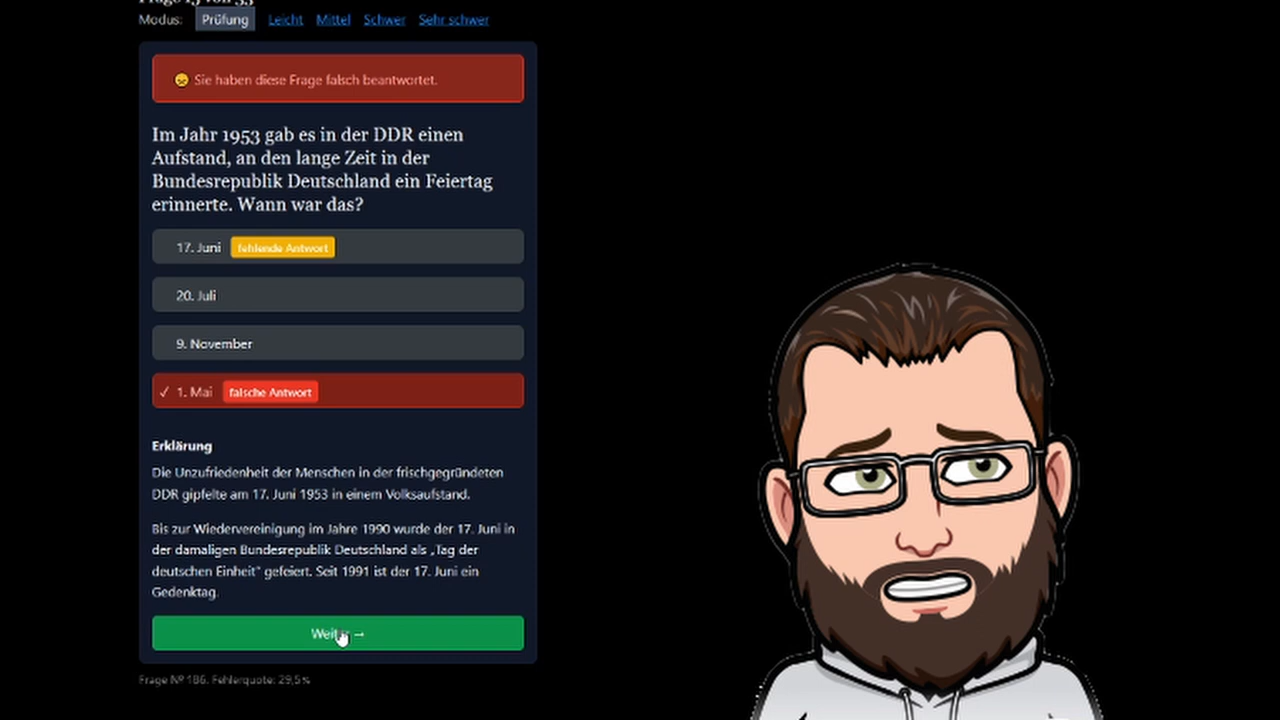 Frage 15 von 33
Modus: Prüfung Leicht Mittel Schwer Sehr schwer
Sie haben diese Frage falsch beantwortet.
Im Jahr 1953 gab es in der DDR einen
Aufstand, an den lange Zeit in der
Bundesrepublik Deutschland ein Feiertag
erinnerte. Wann war das?
17. Juni fehlende Antwort
20. Juli
9. November
✓ 1. Mai falsche Antwort
Erklärung
Die Unzufriedenheit der Menschen in der frischgegründeten
DDR gipfelte am 17. Juni 1953 in einem Volksaufstand.
Bis zur Wiedervereinigung im Jahre 1990 wurde der 17. Juni in
der damaligen Bundesrepublik Deutschland als „Tag der
deutschen Einheit“ gefeiert. Seit 1991 ist der 17. Juni ein
Gedenktag.
→
Frage № 186. Fehlerquote: 29,5%